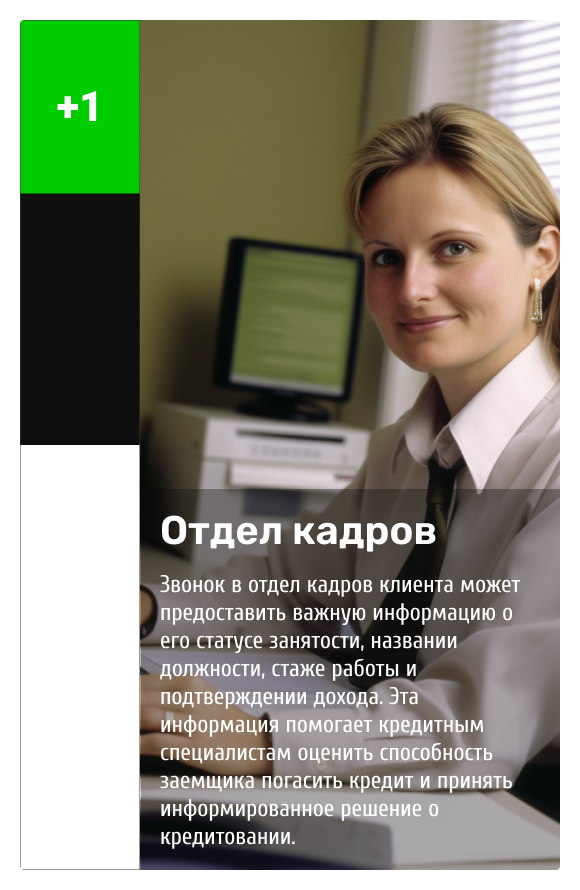 +1
Отдел кадров
Звонок в отдел кадров клиента может
предоставить важную информацию о
его статусе занятости, названии
должности, стаже работы и
подтверждении дохода. Эта
информация помогает кредитным
специалистам оценить способность
заемщика погасить кредит и принять
информированное решение о
кредитовании.